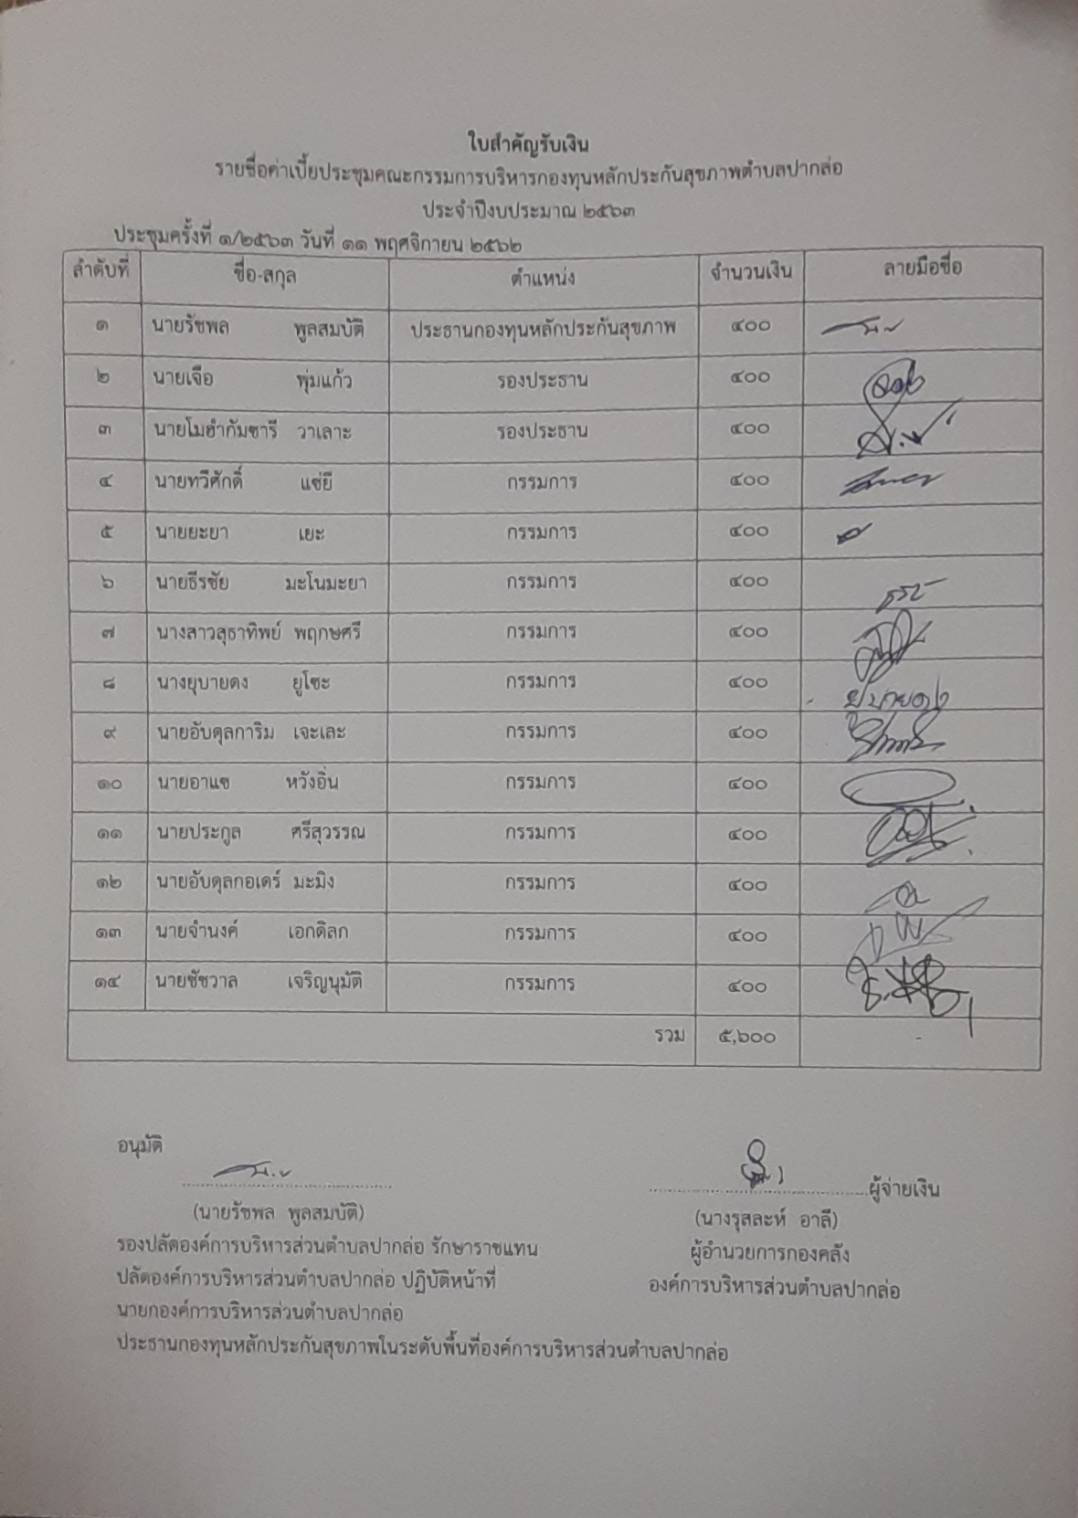 ใบสำคัญรับเงิน
รายชื่อค่าเบี้ยประชุมคณะกรรมการบริหารกองทุนหลักประกันสุขภาพตำบลปากล่อ
ประจำปีงบประมาณ ๒๕๖๓
ประชุมครั้งที่ ๑/๒๕๖๓ วันที่ ๑๑ พฤศจิกายน ๒๕๖๒
ลำดับที่ ชื่อ-สกุล ตำแหน่ง จำนวนเงิน ลายมือชื่อ
๑ นายรัชพล พูลสมบัติ ประธานกองทุนหลักประกันสุขภาพ ๔๐๐
๒ นายเจือ พุ่มแก้ว รองประธาน ๔๐๐
๓ นายโมฮำกัมซารี วาเลาะ รองประธาน ๔๐๐
๔ นายทวีศักดิ์ แซ่ยี กรรมการ ๔๐๐
๕ นายยะยา เยะ กรรมการ ๔๐๐
๖ นายธีรชัย มะโนมะยา กรรมการ ๔๐๐
๗ นางสาวสุธาทิพย์ พฤกษศรี กรรมการ ๔๐๐
๘ นางยุบายดง ยูโซะ กรรมการ ๔๐๐ ยุบายดง
๙ นายอับดุลการิม เจะเละ กรรมการ ๔๐๐
๑๐ นายอาแซ หวังอิ่น กรรมการ ๔๐๐
๑๑ นายประกูล ศรีสุวรรณ กรรมการ ๔๐๐
๑๒ นายอับดุลกอเดร์ มะมิง กรรมการ ๔๐๐
๑๓ นายจำนงค์ เอกดิลก กรรมการ ๔๐๐
๑๔ นายชัชวาล เจริญนุมัติ กรรมการ ๔๐๐
รวม ๕,๖๐๐ -
อนุมัติ
ผู้จ่ายเงิน
(นายรัชพล พูลสมบัติ) (นางรุสละห์ อาลี)
รองปลัดองค์การบริหารส่วนตำบลปากล่อ รักษาราชแทน ผู้อำนวยการกองคลัง
ปลัดองค์การบริหารส่วนตำบลปากล่อ ปฏิบัติหน้าที่ องค์การบริหารส่วนตำบลปากล่อ
นายกองค์การบริหารส่วนตำบลปากล่อ
ประธานกองทุนหลักประกันสุขภาพในระดับพื้นที่องค์การบริหารส่วนตำบลปากล่อ